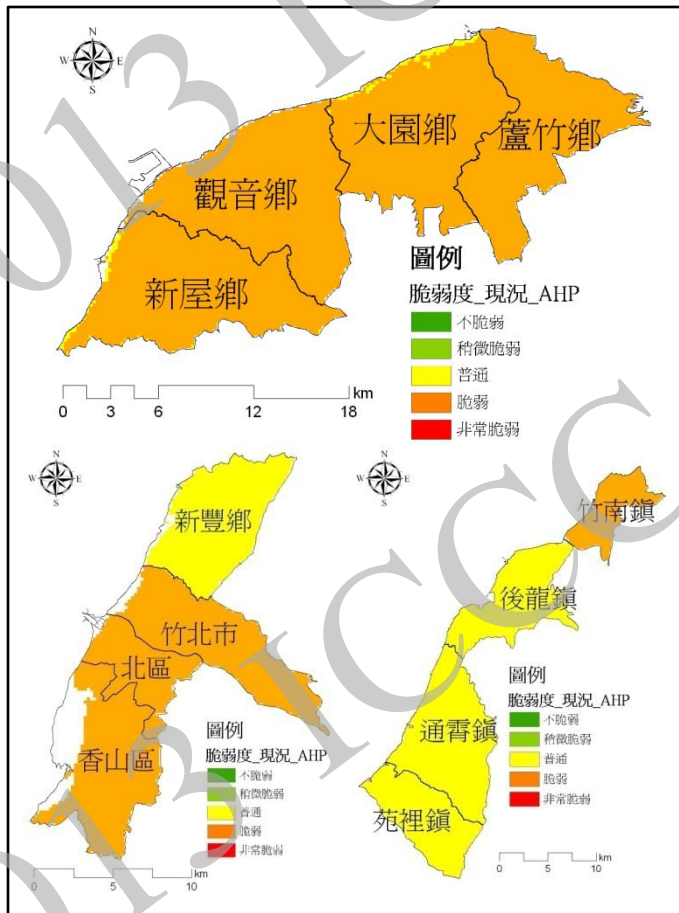 N
W E
S
大園鄉
蘆竹鄉
觀音鄉
新屋鄉
圖例
脆弱度_現況_AHP
不脆弱
稍微脆弱
普通
脆弱
非常脆弱
km
0 3 6 12 18
N
W E
S
新豐鄉
竹北市
北區
香山區
圖例
脆弱度_現況_AHP
不脆弱
稍微脆弱
普通
脆弱
非常脆弱
km
0 5 10
N
W E
S
竹南鎮
後龍鎮
通霄鎮
苑裡鎮
圖例
脆弱度_現況_AHP
不脆弱
稍微脆弱
普通
脆弱
非常脆弱
km
0 5 10
013 IC
013 ICCC